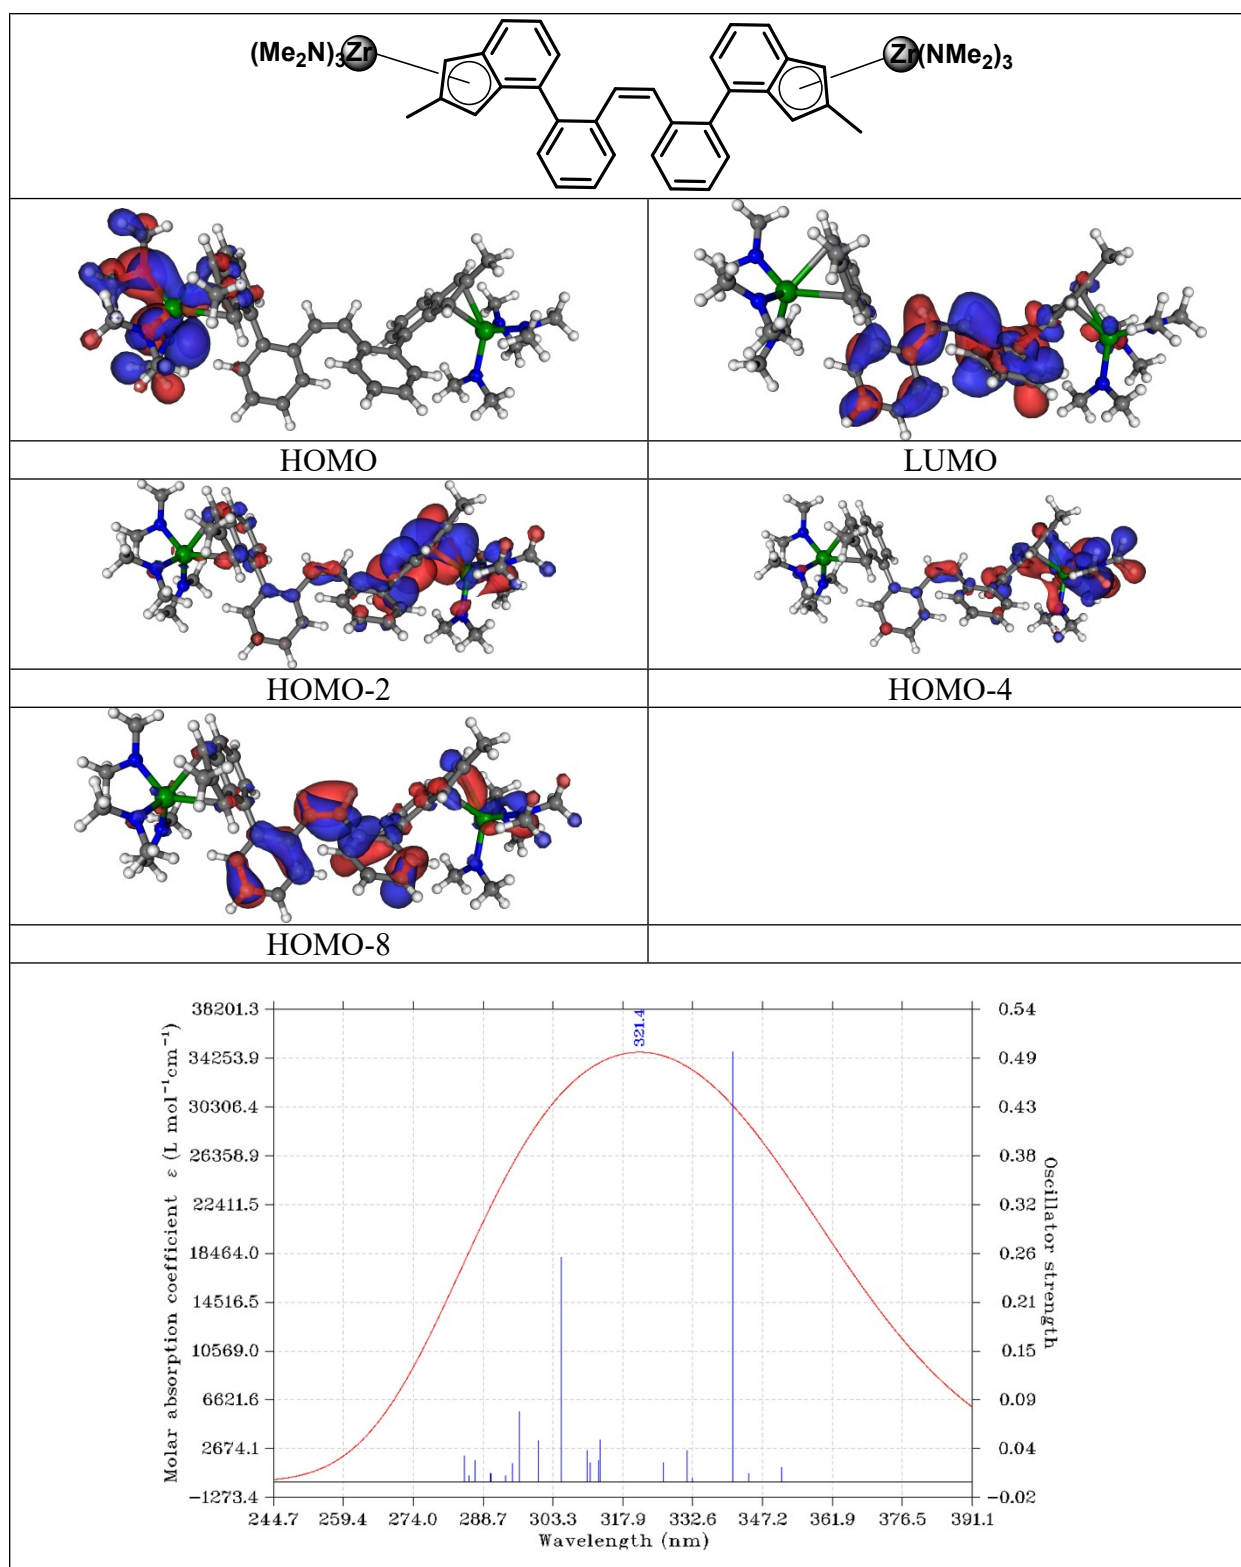 (Me2N)3Zr Zr(NMe2)3
HOMO LUMO
HOMO-2 HOMO-4
HOMO-8
38201.3 0.54
34253.9 321.4 0.49
30306.4 0.43
26358.9 0.38
22411.5 0.32
18464.0 0.26
14516.5 0.21
10569.0 0.15
6621.6 0.09
2674.1 0.04
−1273.4 −0.02
Molar absorption coefficient ε (L mol⁻¹cm⁻¹)
Oscillator strength
244.7 259.4 274.0 288.7 303.3 317.9 332.6 347.2 361.9 376.5 391.1
Wavelength (nm)